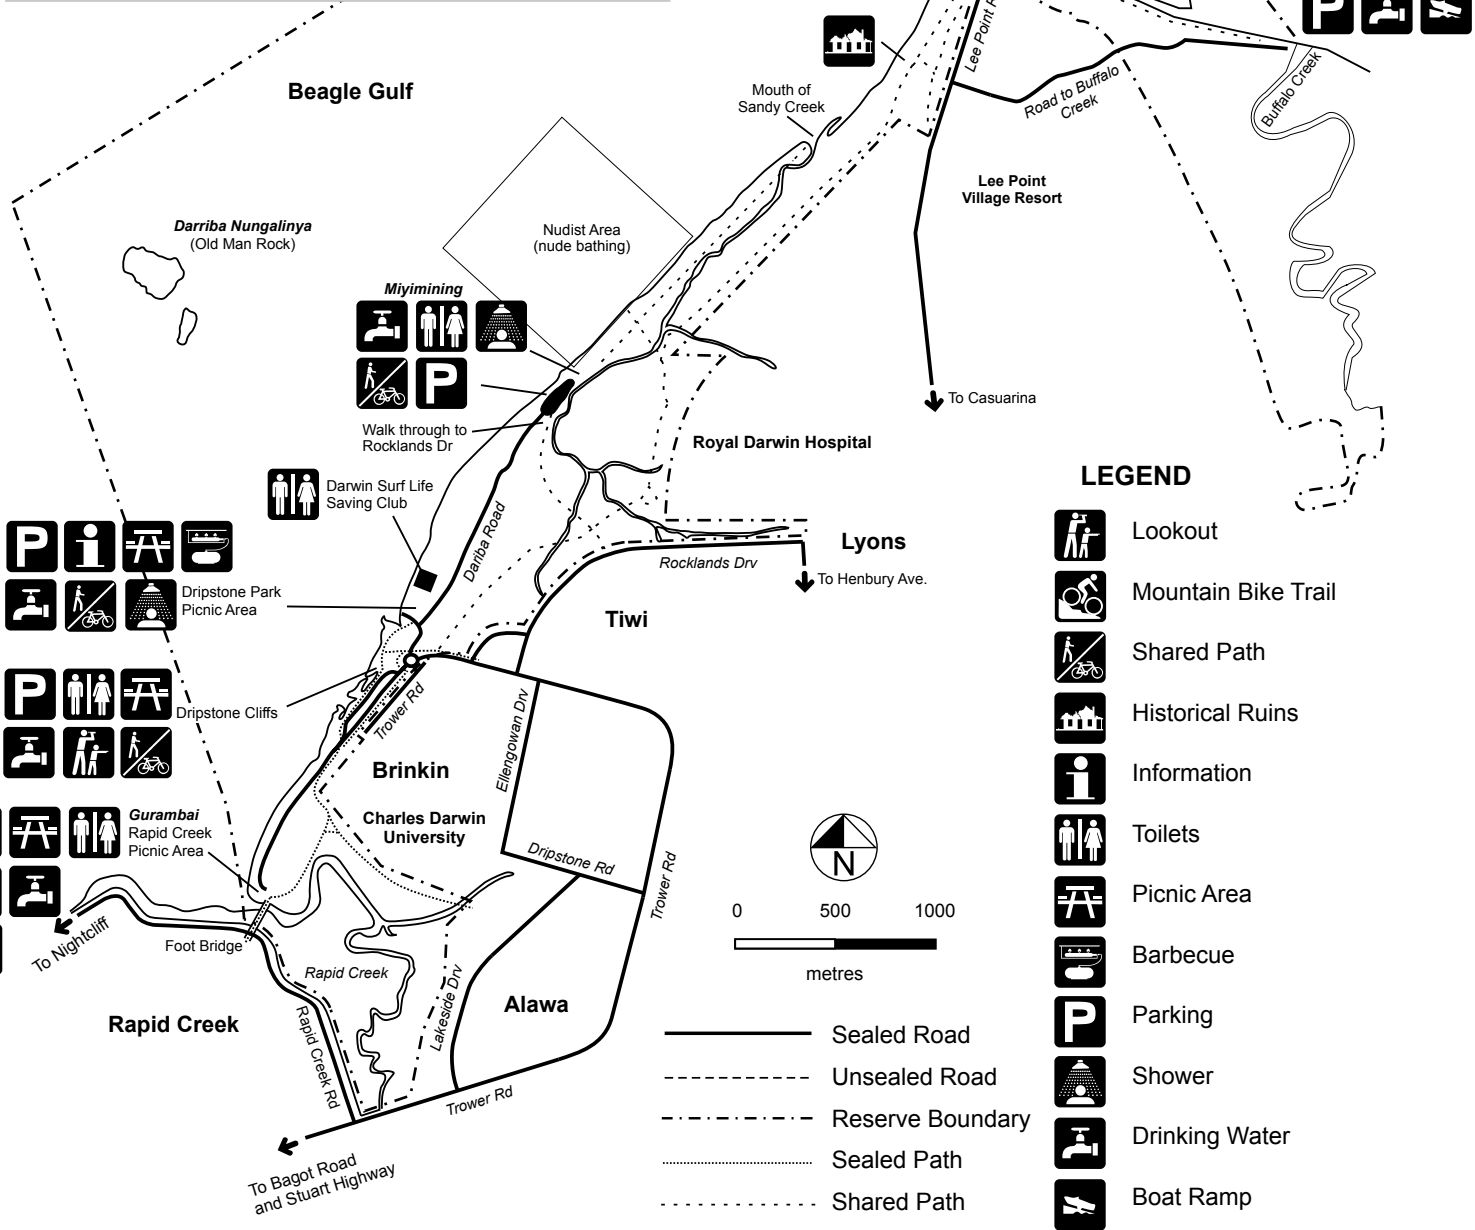 Lee Point R
Beagle Gulf
Mouth of
Sandy Creek
Road to Buffalo
Creek
Buffalo Creek
Lee Point
Village Resort
Darriba Nungalinya
(Old Man Rock)
Nudist Area
(nude bathing)
Miyimining
P
To Casuarina
Walk through to
Rocklands Dr
Royal Darwin Hospital
Darwin Surf Life
Saving Club
Dariba Road
Lyons
Rocklands Drv
To Henbury Ave.
P
Dripstone Park
Picnic Area
Tiwi
P
Dripstone Cliffs
Trower Rd
Ellengowan Drv
Brinkin
Charles Darwin
University
Gurambai
Rapid Creek
Picnic Area
Dripstone Rd
Trower Rd
N
0 500 1000
metres
To Nightcliff
Foot Bridge
Rapid Creek
Lakeside Drv
Alawa
Rapid Creek
Rapid Creek Rd
Trower Rd
To Bagot Road
and Stuart Highway
Sealed Road
Unsealed Road
Reserve Boundary
Sealed Path
Shared Path
LEGEND
Lookout
Mountain Bike Trail
Shared Path
Historical Ruins
Information
Toilets
Picnic Area
Barbecue
P Parking
Shower
Drinking Water
Boat Ramp
P